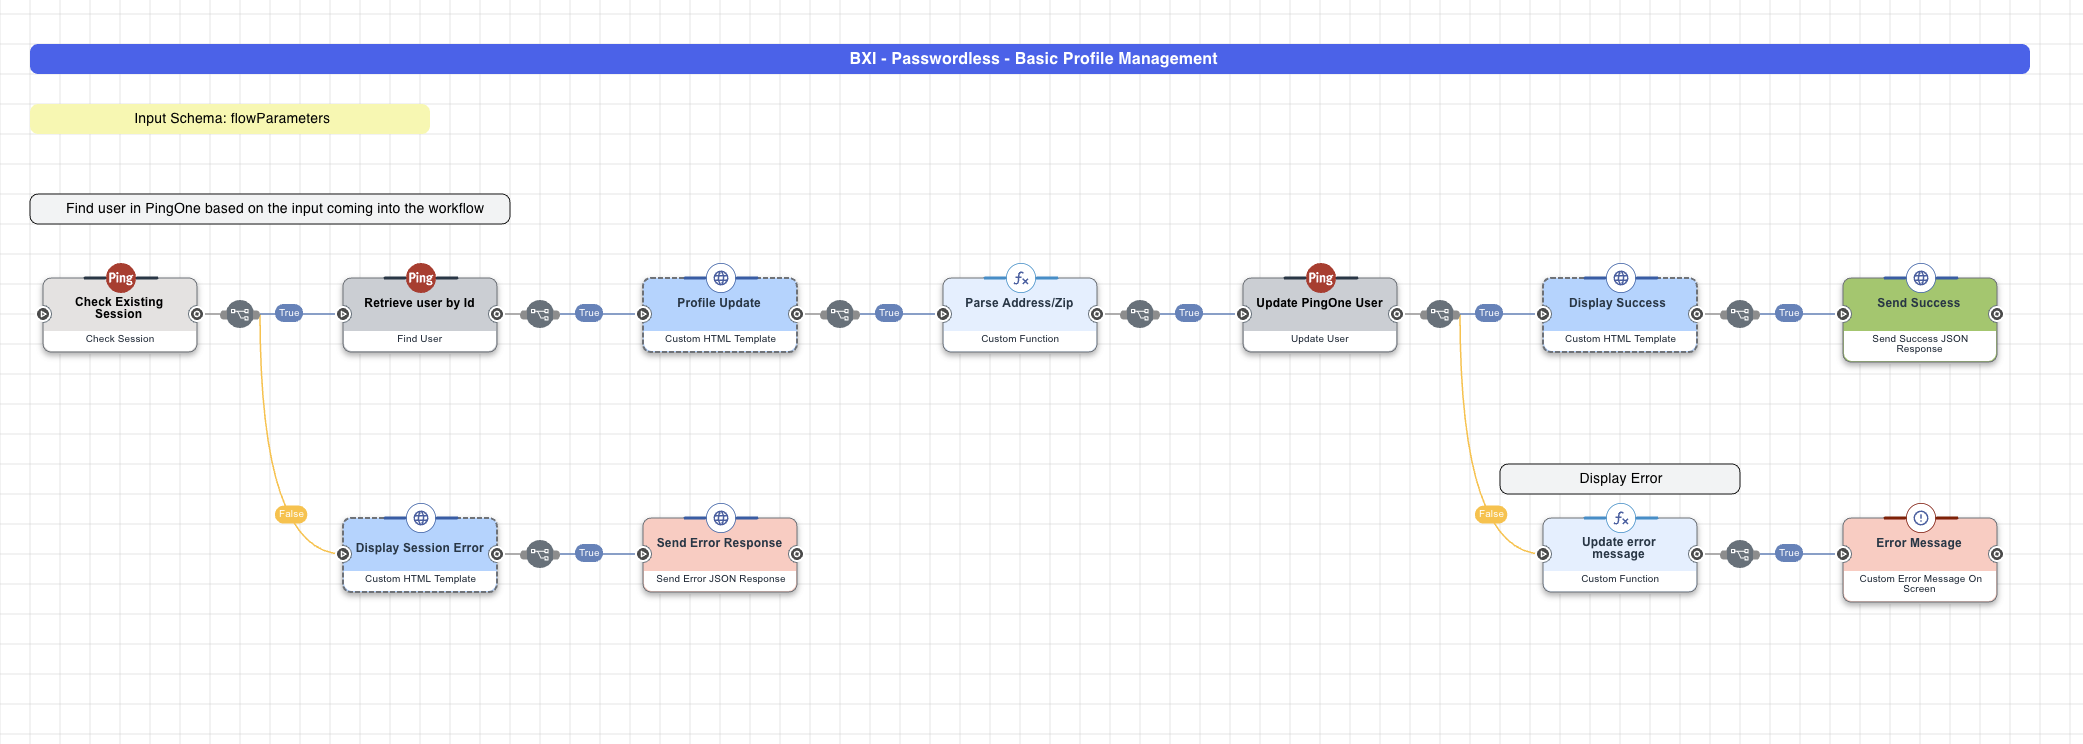 BXI - Passwordless - Basic Profile Management
Input Schema: flowParameters
Find user in PingOne based on the input coming into the workflow
Ping
Check Existing
Session
Check Session
True
Ping
Retrieve user by Id
Find User
True
Profile Update
Custom HTML Template
True
fx
Parse Address/Zip
Custom Function
True
Ping
Update PingOne User
Update User
True
Display Success
Custom HTML Template
True
Send Success
Send Success JSON
Response
False
Display Session Error
Custom HTML Template
True
Send Error Response
Send Error JSON Response
Display Error
False
fx
Update error
message
Custom Function
True
Error Message
Custom Error Message On
Screen